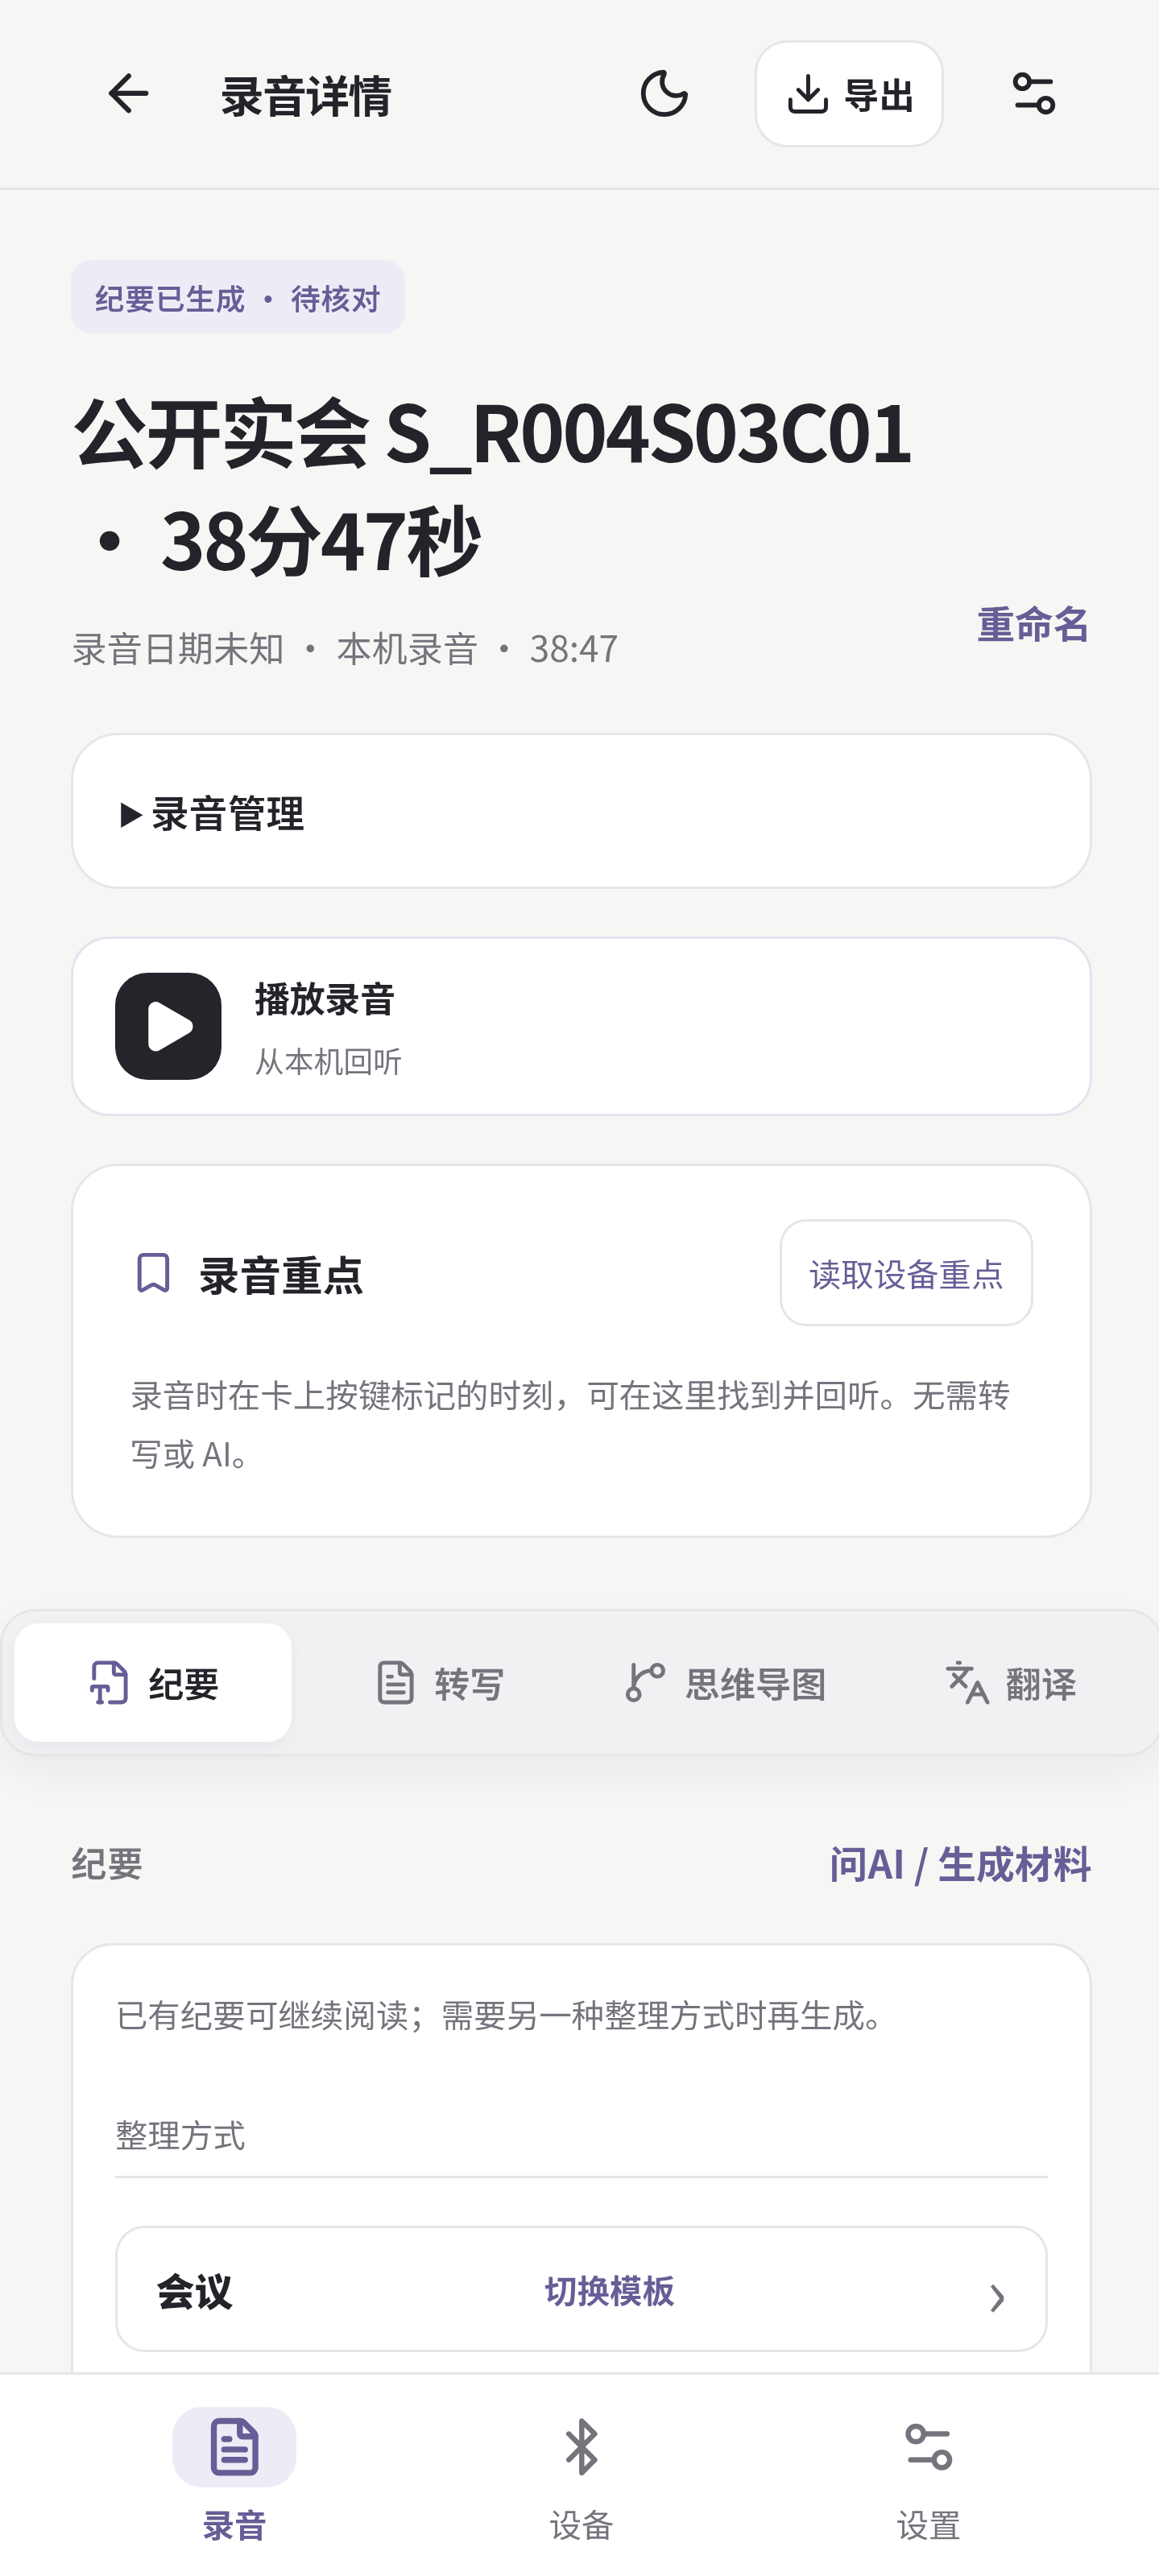 录音详情
导出
纪要已生成 · 待核对
公开实会 S_R004S03C01
· 38分47秒
录音日期未知 · 本机录音 · 38:47
重命名
录音管理
播放录音
从本机回听
录音重点
读取设备重点
录音时在卡上按键标记的时刻，可在这里找到并回听。无需转
写或 AI。
纪要
转写
思维导图
翻译
纪要
问AI / 生成材料
已有纪要可继续阅读；需要另一种整理方式时再生成。
整理方式
会议
切换模板
录音
设备
设置